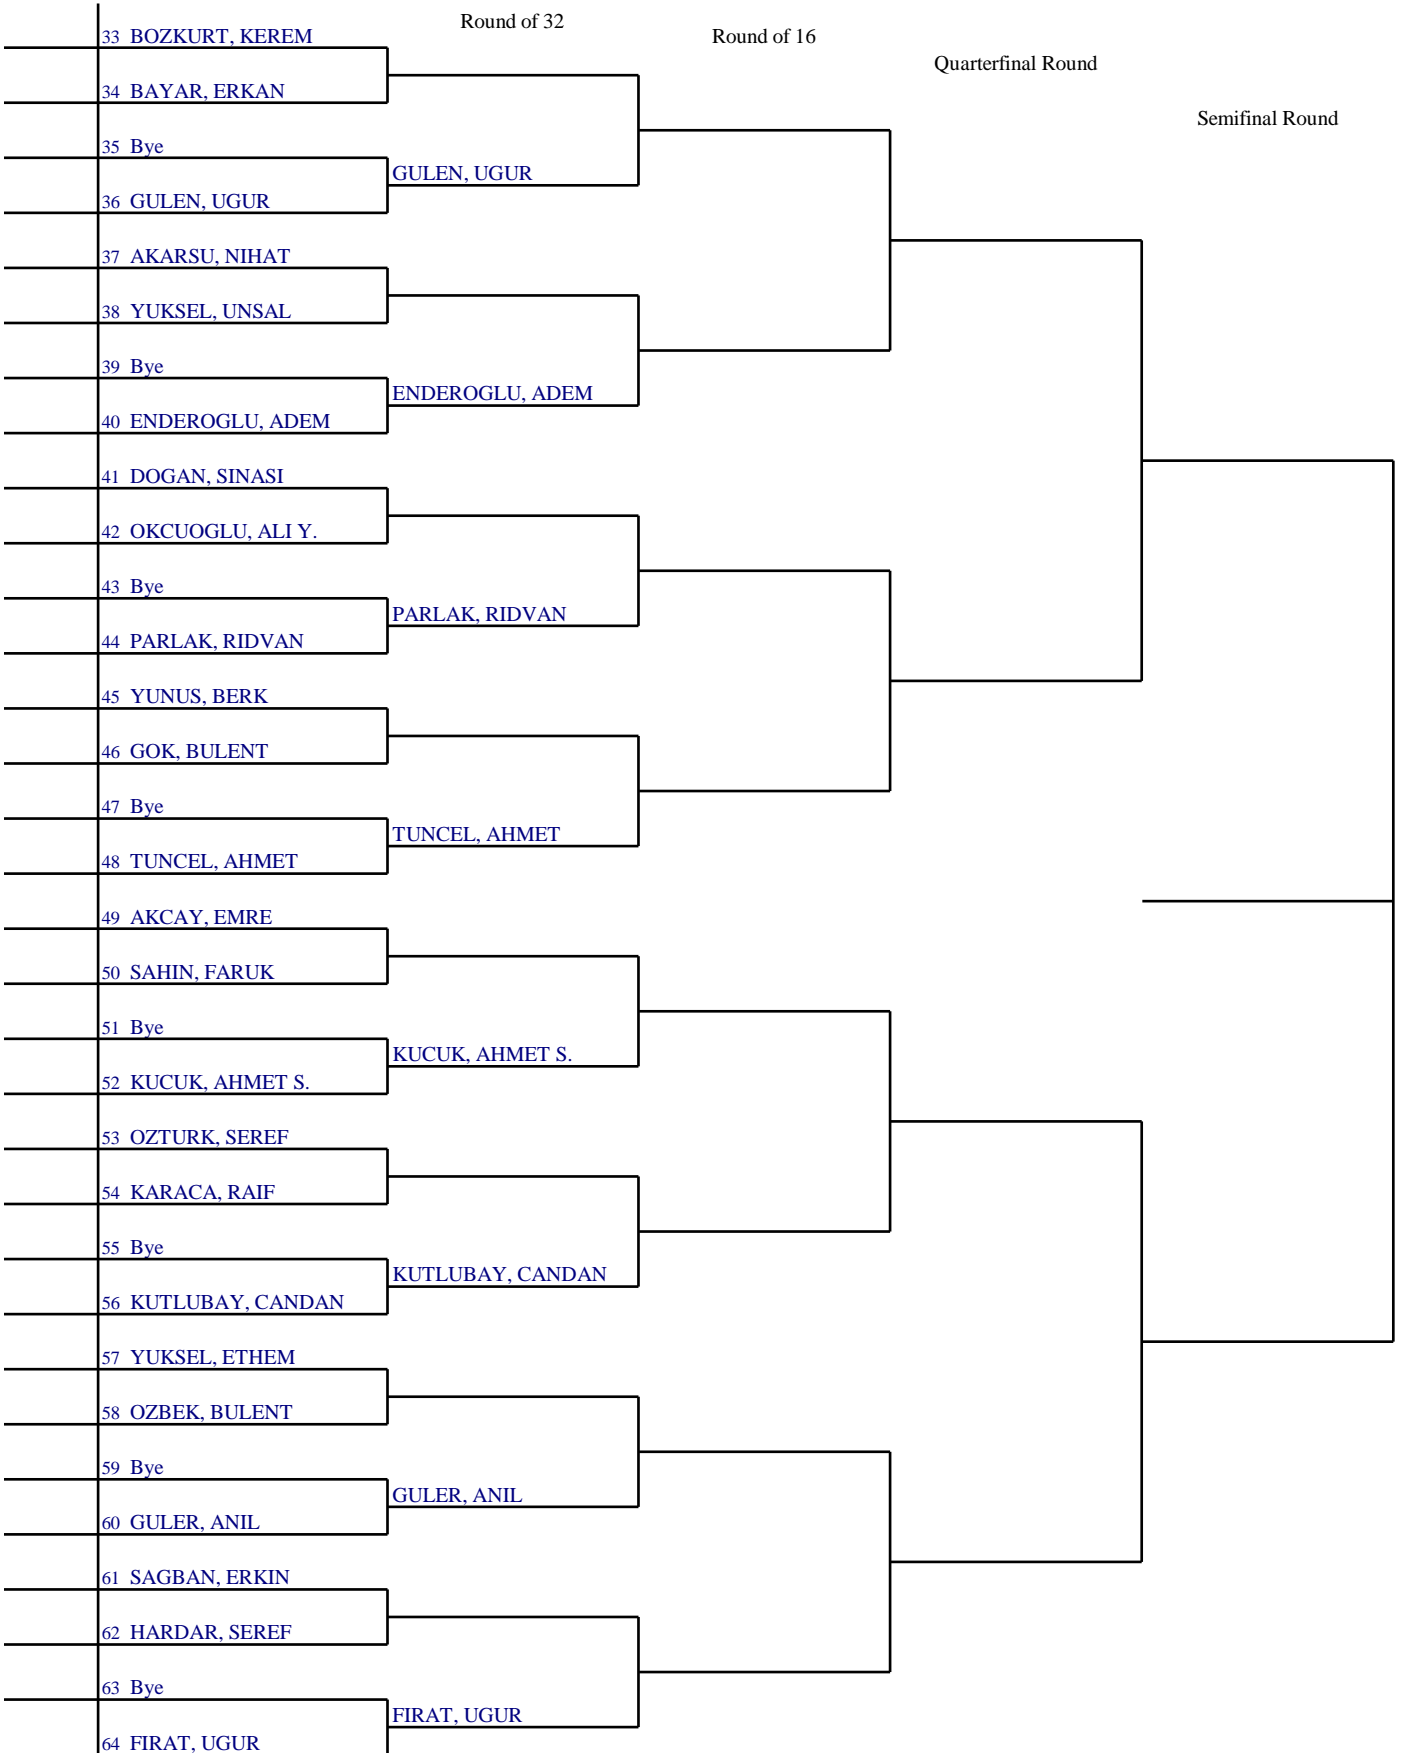 Round of 32
Round of 16
Quarterfinal Round
Semifinal Round
33 BOZKURT, KEREM
34 BAYAR, ERKAN
35 Bye
GULEN, UGUR
36 GULEN, UGUR
37 AKARSU, NIHAT
38 YUKSEL, UNSAL
39 Bye
ENDEROGLU, ADEM
40 ENDEROGLU, ADEM
41 DOGAN, SINASI
42 OKCUOGLU, ALI Y.
43 Bye
PARLAK, RIDVAN
44 PARLAK, RIDVAN
45 YUNUS, BERK
46 GOK, BULENT
47 Bye
TUNCEL, AHMET
48 TUNCEL, AHMET
49 AKCAY, EMRE
50 SAHIN, FARUK
51 Bye
KUCUK, AHMET S.
52 KUCUK, AHMET S.
53 OZTURK, SEREF
54 KARACA, RAIF
55 Bye
KUTLUBAY, CANDAN
56 KUTLUBAY, CANDAN
57 YUKSEL, ETHEM
58 OZBEK, BULENT
59 Bye
GULER, ANIL
60 GULER, ANIL
61 SAGBAN, ERKIN
62 HARDAR, SEREF
63 Bye
FIRAT, UGUR
64 FIRAT, UGUR